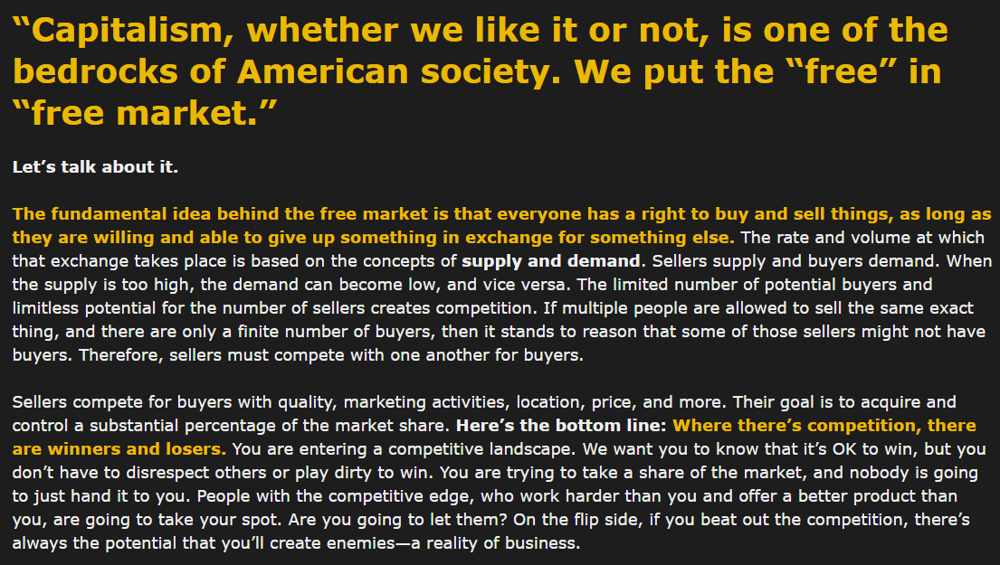 “Capitalism, whether we like it or not, is one of the
bedrocks of American society. We put the “free” in
“free market.”
Let’s talk about it.
The fundamental idea behind the free market is that everyone has a right to buy and sell things, as long as
they are willing and able to give up something in exchange for something else. The rate and volume at which
that exchange takes place is based on the concepts of supply and demand. Sellers supply and buyers demand. When
the supply is too high, the demand can become low, and vice versa. The limited number of potential buyers and
limitless potential for the number of sellers creates competition. If multiple people are allowed to sell the same exact
thing, and there are only a finite number of buyers, then it stands to reason that some of those sellers might not have
buyers. Therefore, sellers must compete with one another for buyers.
Sellers compete for buyers with quality, marketing activities, location, price, and more. Their goal is to acquire and
control a substantial percentage of the market share. Here’s the bottom line: Where there’s competition, there
are winners and losers. You are entering a competitive landscape. We want you to know that it’s OK to win, but you
don’t have to disrespect others or play dirty to win. You are trying to take a share of the market, and nobody is going
to just hand it to you. People with the competitive edge, who work harder than you and offer a better product than
you, are going to take your spot. Are you going to let them? On the flip side, if you beat out the competition, there’s
always the potential that you’ll create enemies—a reality of business.